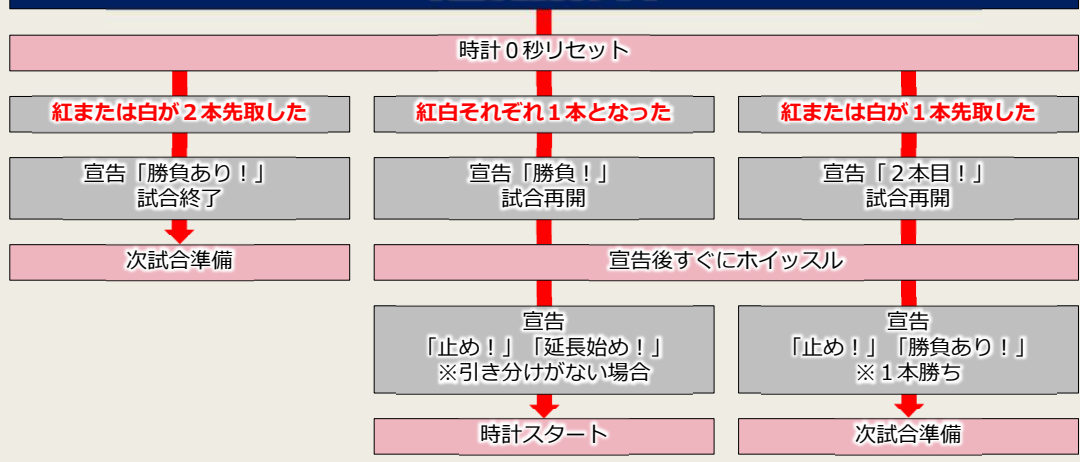 時計０秒リセット
紅または白が２本先取した
紅白それぞれ１本となった
紅または白が１本先取した
宣告「勝負あり！」
試合終了
宣告「勝負！」
試合再開
宣告「２本目！」
試合再開
次試合準備
宣告後すぐにホイッスル
宣告
「止め！」「延長始め！」
※引き分けがない場合
宣告
「止め！」「勝負あり！」
※１本勝ち
時計スタート
次試合準備